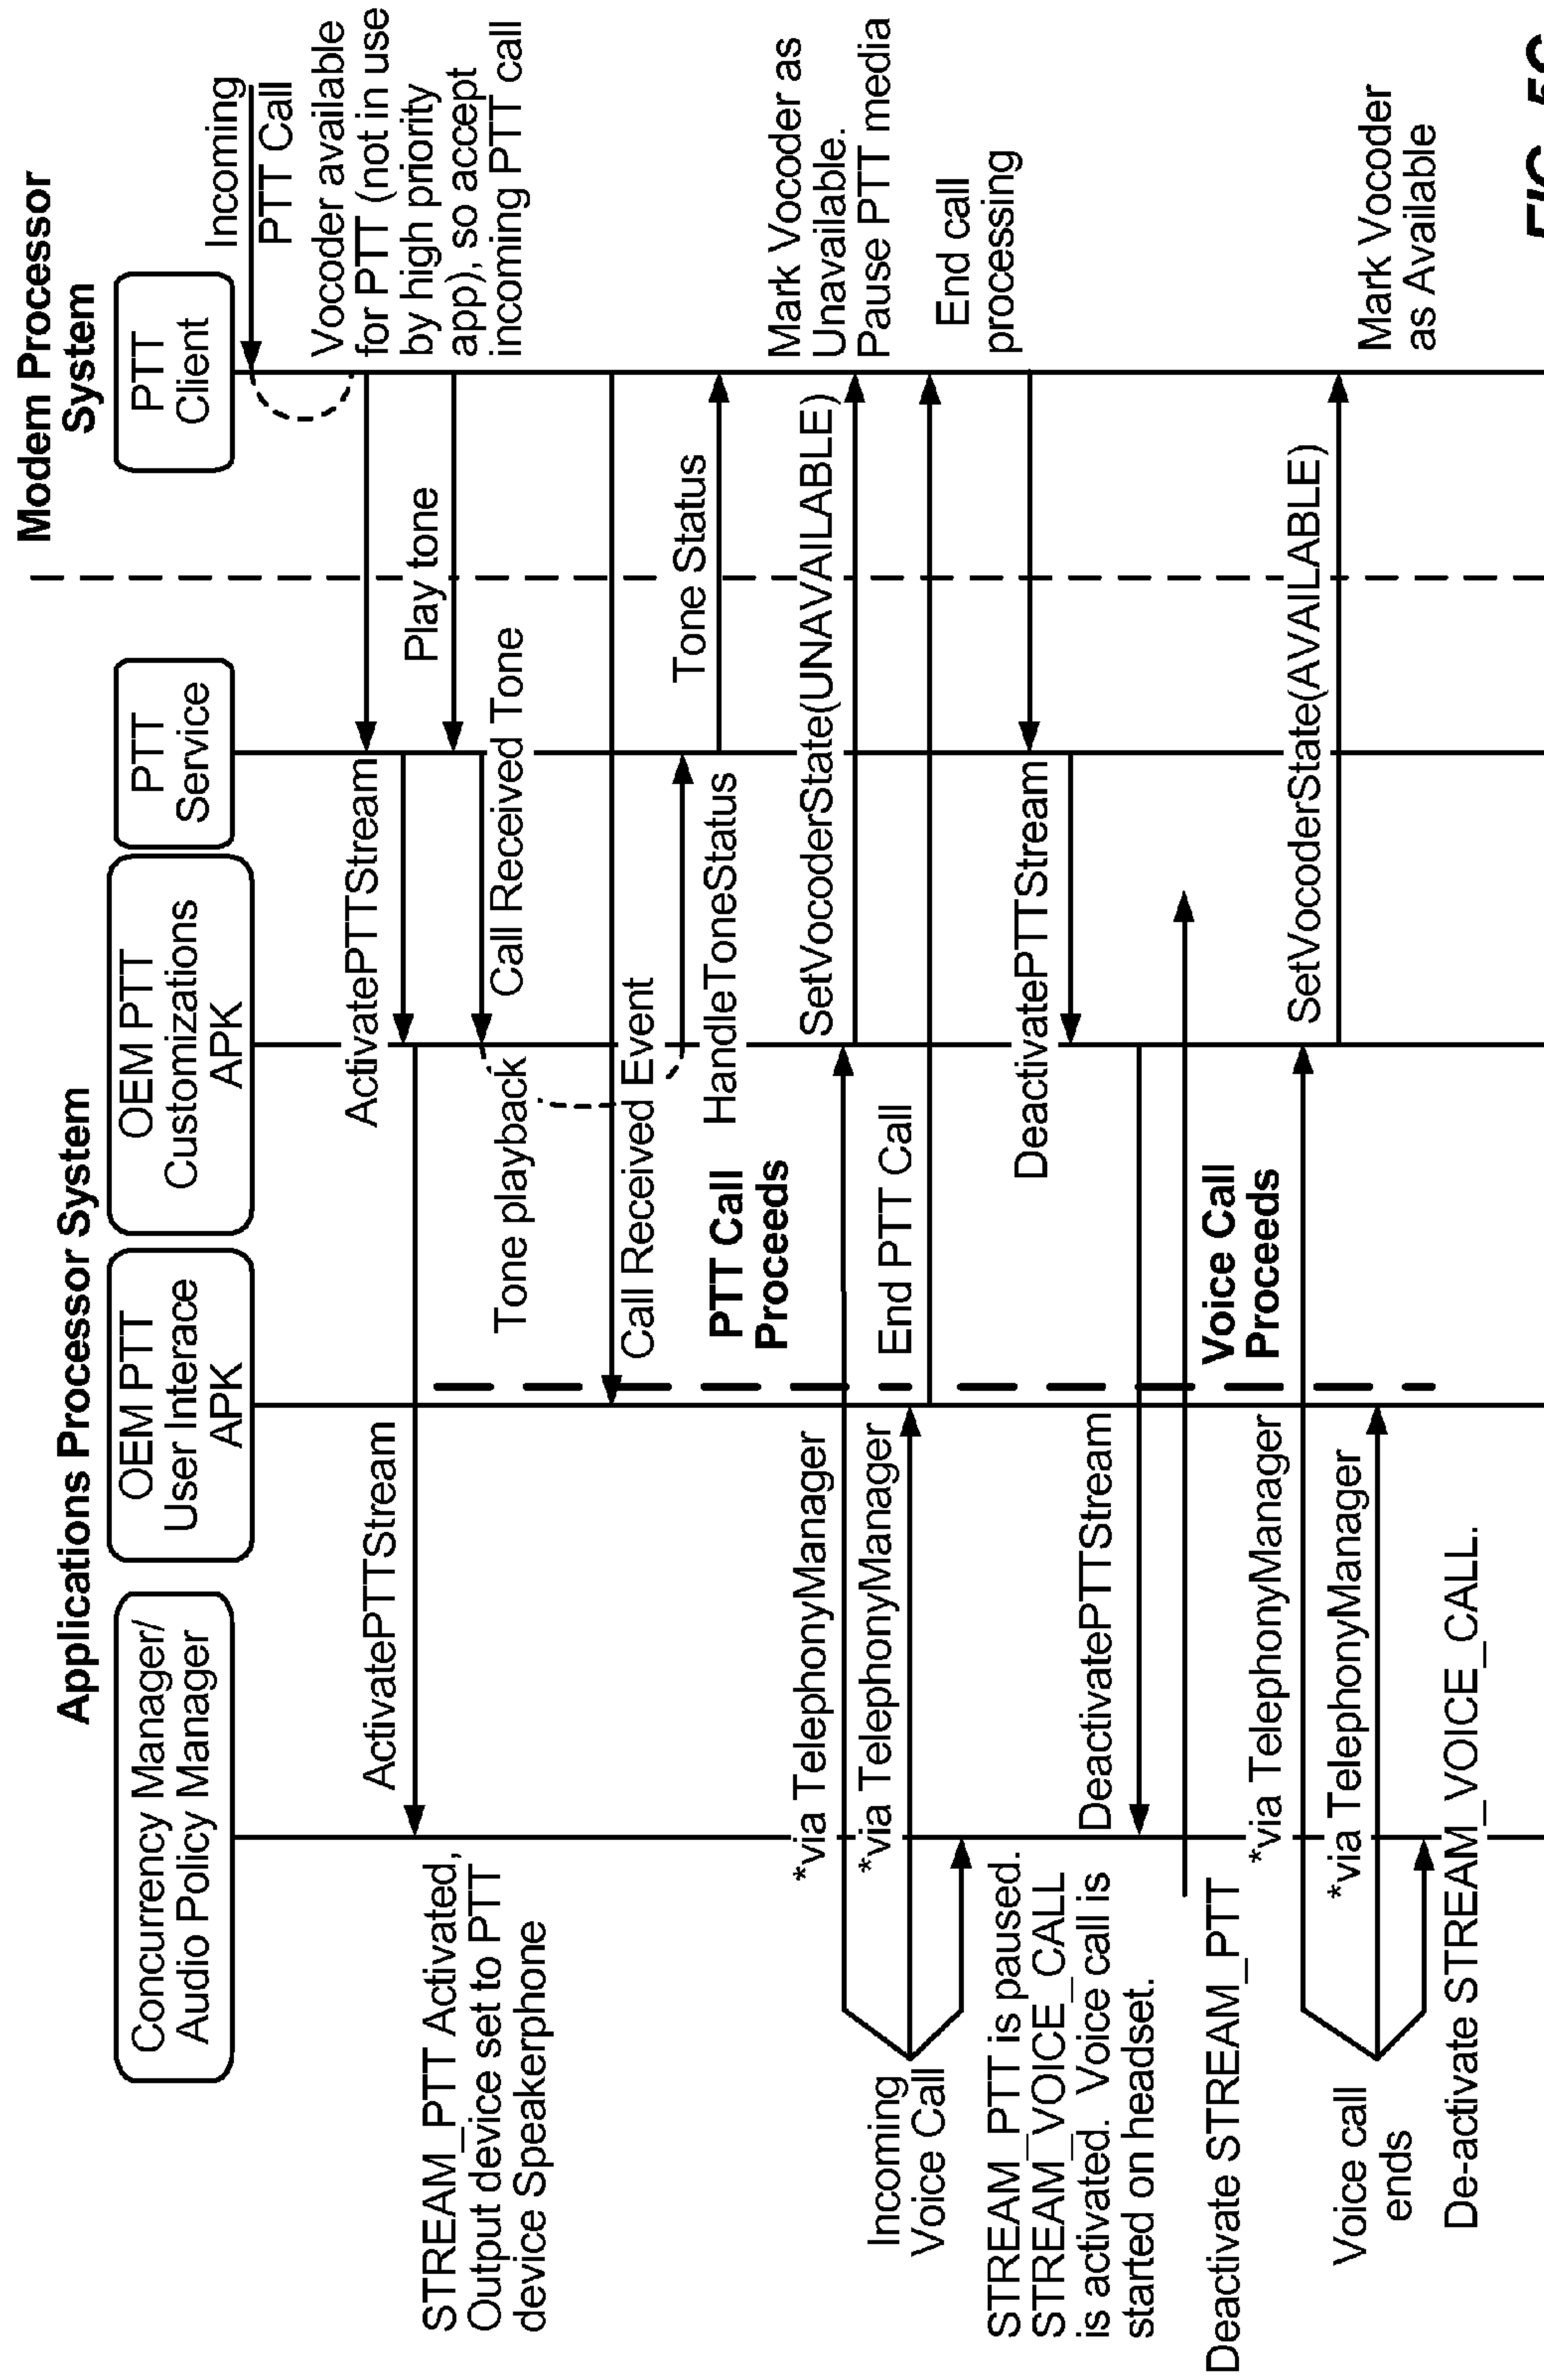 Applications Processor System
Modem Processor
System
Concurrency Manager/
Audio Policy Manager
OEM PTT
User Interace
APK
OEM PTT
Customizations
APK
PTT
Service
PTT
Client
Incoming
PTT Call
Vocoder available
for PTT (not in use
by high priority
app), so accept
incoming PTT call
ActivatePTTStream
ActivatePTTStream
STREAM_PTT Activated,
Output device set to PTT
device Speakerphone
Play tone
Call Received Tone
Tone playback
Call Received Event
Tone Status
HandleToneStatus
PTT Call
Proceeds
*via TelephonyManager
SetVocoderState(UNAVAILABLE)
Mark Vocoder as
Unavailable.
Pause PTT media
Incoming
Voice Call
*via TelephonyManager
End PTT Call
End call
processing
STREAM_PTT is paused.
STREAM_VOICE_CALL
is activated. Voice call is
started on headset.
DeactivatePTTStream
DeactivatePTTStream
Deactivate STREAM_PTT
Voice Call
Proceeds
*via TelephonyManager
SetVocoderState(AVAILABLE)
Mark Vocoder
as Available
Voice call
ends
*via TelephonyManager
De-activate STREAM_VOICE_CALL.